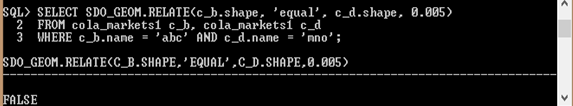 SQL> SELECT SDO_GEOM.RELATE(c_b.shape, 'equal', c_d.shape, 0.005)
  2  FROM cola_markets1 c_b, cola_markets1 c_d
  3  WHERE c_b.name = 'abc' AND c_d.name = 'mno';
SDO_GEOM.RELATE(C_B.SHAPE,'EQUAL',C_D.SHAPE,0.005)
--------------------------------------------------------------------------------
FALSE